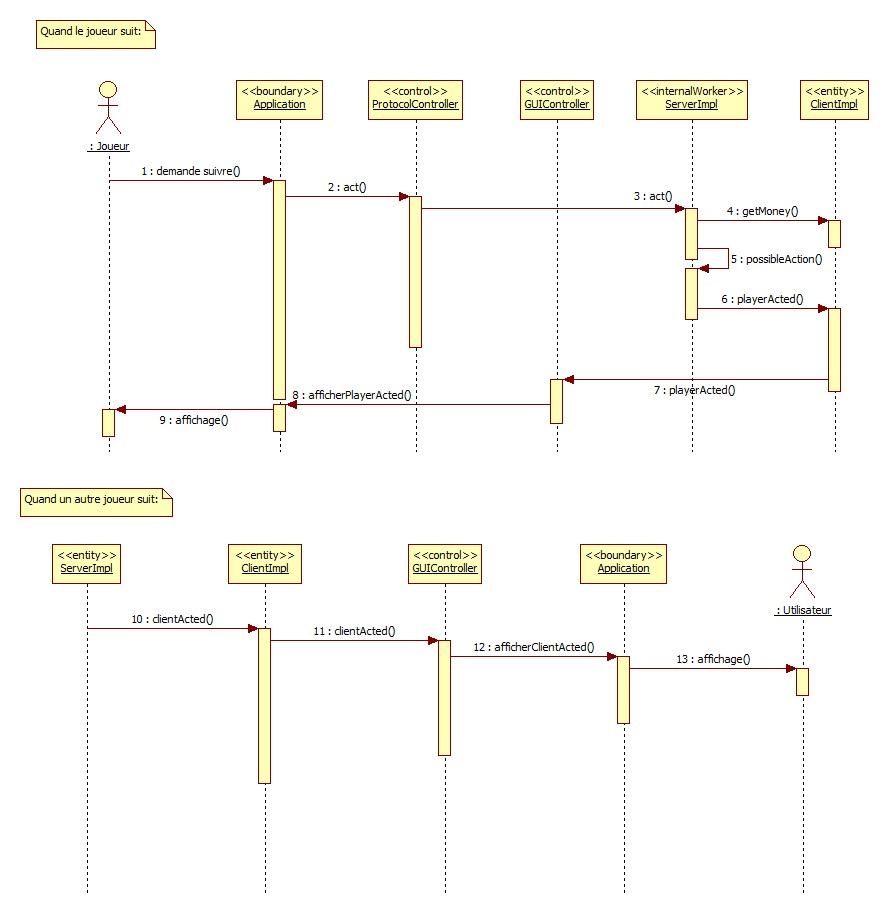 Quand le joueur suit:
<<boundary>>
Application
<<control>>
ProtocolController
<<control>>
GUIController
<<internalWorker>>
ServerImpl
<<entity>>
ClientImpl
: Joueur
1 : demande suivre()
2 : act()
3 : act()
4 : getMoney()
5 : possibleAction()
6 : playerActed()
7 : playerActed()
8 : afficherPlayerActed()
9 : affichage()
Quand un autre joueur suit:
<<entity>>
ServerImpl
<<entity>>
ClientImpl
<<control>>
GUIController
<<boundary>>
Application
: Utilisateur
10 : clientActed()
11 : clientActed()
12 : afficherClientActed()
13 : affichage()